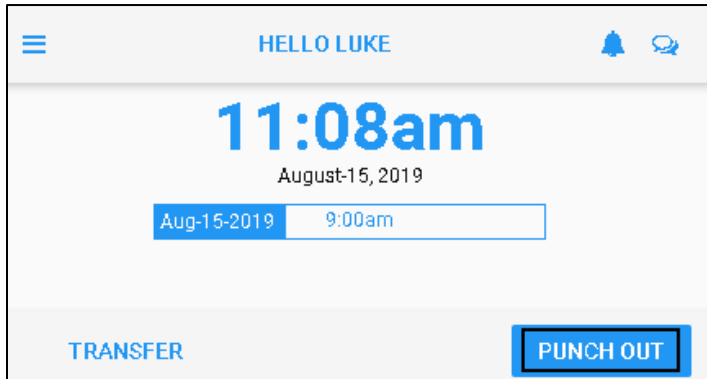 HELLO LUKE
11:08am
August-15, 2019
Aug-15-2019 9:00am
TRANSFER PUNCH OUT